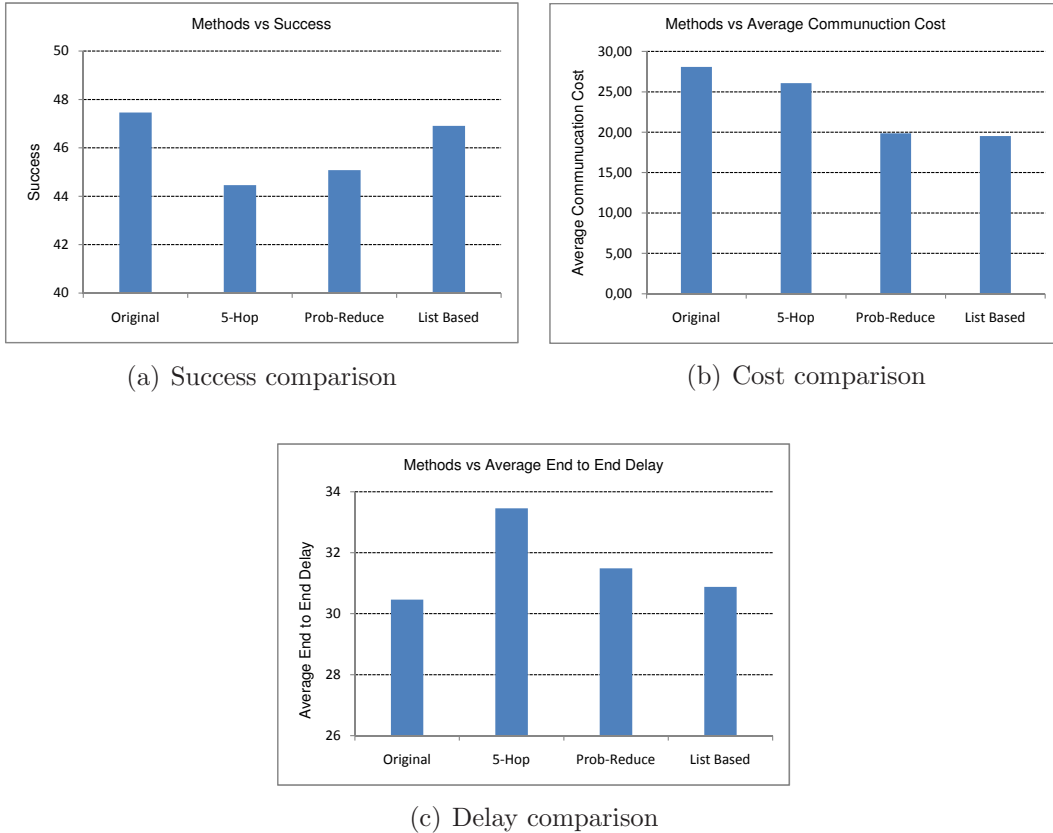 Methods vs Success
50
48
46
44
42
40
Success
Original 5-Hop Prob-Reduce List Based
(a) Success comparison
Methods vs Average Communuction Cost
30,00
25,00
20,00
15,00
10,00
5,00
0,00
Average Communucation Cost
Original 5-Hop Prob-Reduce List Based
(b) Cost comparison
Methods vs Average End to End Delay
34
32
30
28
26
Average End to End Delay
Original 5-Hop Prob-Reduce List Based
(c) Delay comparison